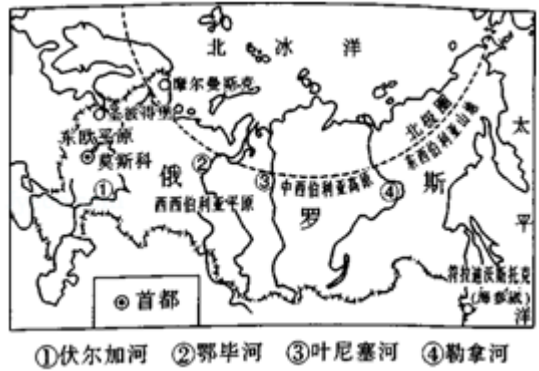 北冰洋
摩尔曼斯克
圣彼得堡
东欧平原
莫斯科
北极圈
东西伯利亚山地
太平洋
俄罗斯
②
③
中西伯利亚高原
④
①
西西伯利亚平原
符拉迪沃斯托克
(海参崴)
首都
①伏尔加河 ②鄂毕河 ③叶尼塞河 ④勒拿河